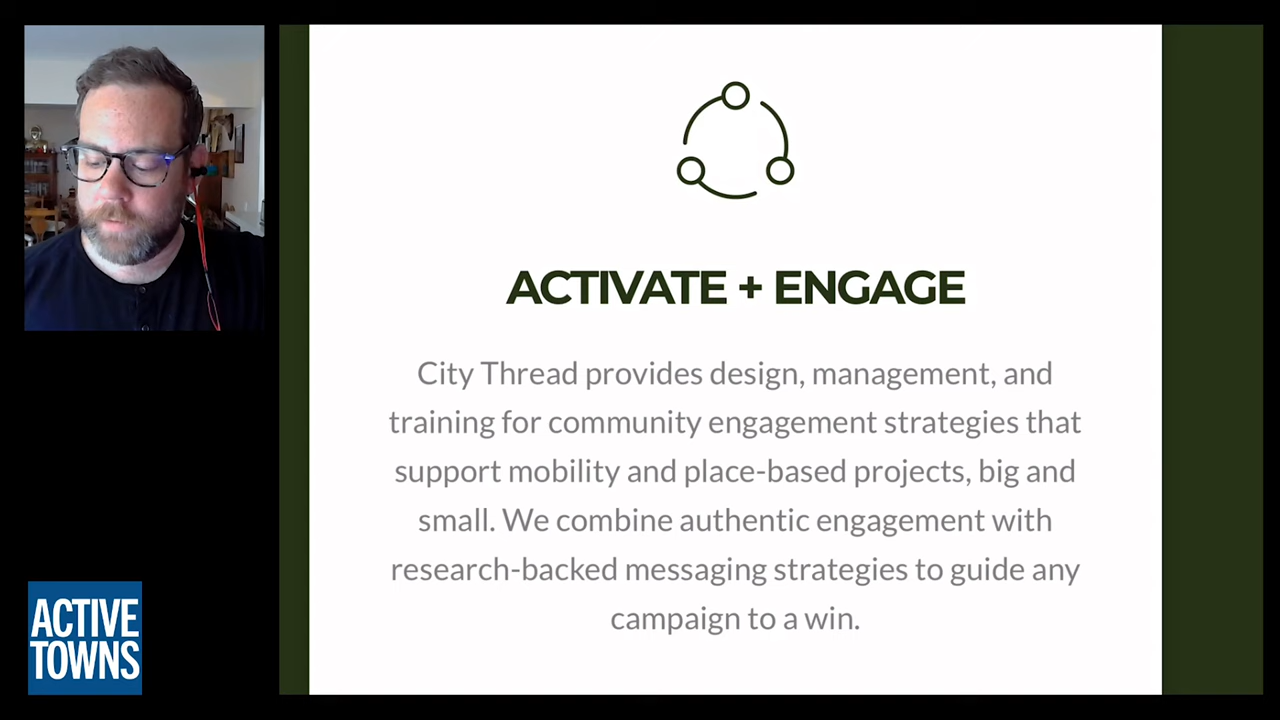 ACTIVATE + ENGAGE
City Thread provides design, management, and
training for community engagement strategies that
support mobility and place-based projects, big and
small. We combine authentic engagement with
research-backed messaging strategies to guide any
campaign to a win.
ACTIVE
TOWNS